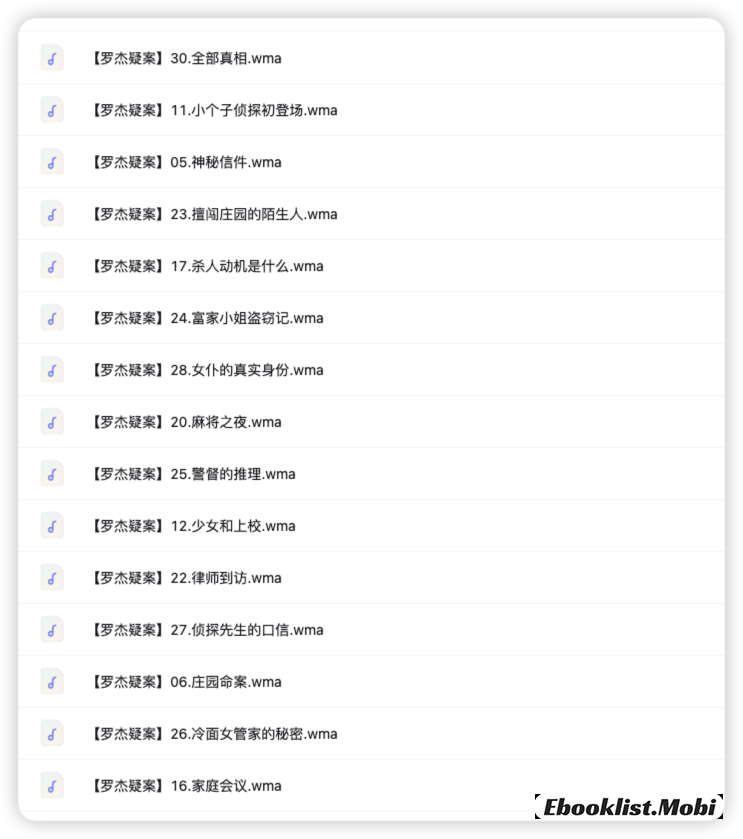 【罗杰疑案】30.全部真相.wma
【罗杰疑案】11.小个子侦探初登场.wma
【罗杰疑案】05.神秘信件.wma
【罗杰疑案】23.擅闯庄园的陌生人.wma
【罗杰疑案】17.杀人动机是什么.wma
【罗杰疑案】24.富家小姐盗窃记.wma
【罗杰疑案】28.女仆的真实身份.wma
【罗杰疑案】20.麻将之夜.wma
【罗杰疑案】25.警督的推理.wma
【罗杰疑案】12.少女和上校.wma
【罗杰疑案】22.律师到访.wma
【罗杰疑案】27.侦探先生的口信.wma
【罗杰疑案】06.庄园命案.wma
【罗杰疑案】26.冷面女管家的秘密.wma
【罗杰疑案】16.家庭会议.wma
Ebooklist.Mobi